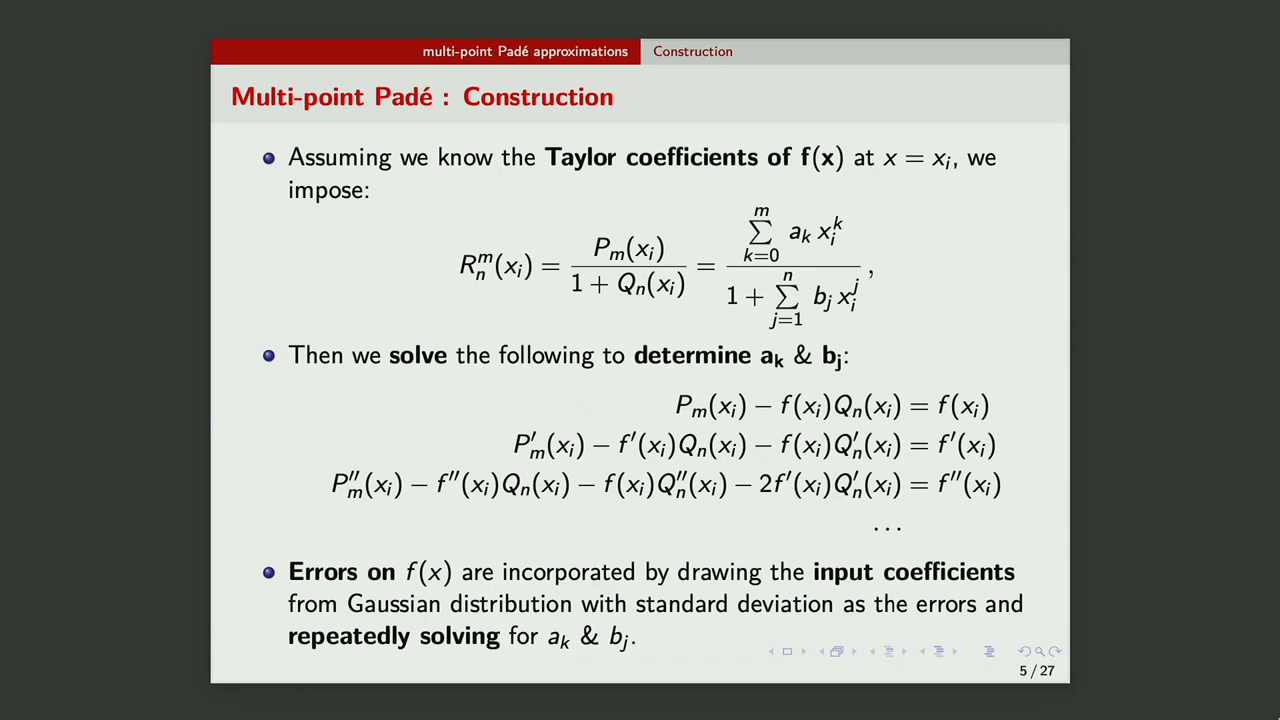 multi-point Padé approximations Construction
Multi-point Padé : Construction
Assuming we know the Taylor coefficients of f(x) at x = x_i, we
impose:
R_n^m(x_i) = \frac{P_m(x_i)}{1 + Q_n(x_i)} = \frac{\sum_{k=0}^{m} a_k x_i^k}{1 + \sum_{j=1}^{n} b_j x_i^j} ,
Then we solve the following to determine a_k & b_j:
P_m(x_i) − f(x_i)Q_n(x_i) = f(x_i)
P'_m(x_i) − f'(x_i)Q_n(x_i) − f(x_i)Q'_n(x_i) = f'(x_i)
P''_m(x_i) − f''(x_i)Q_n(x_i) − f(x_i)Q''_n(x_i) − 2f'(x_i)Q'_n(x_i) = f''(x_i)
...
Errors on f(x) are incorporated by drawing the input coefficients
from Gaussian distribution with standard deviation as the errors and
repeatedly solving for a_k & b_j.
5 / 27